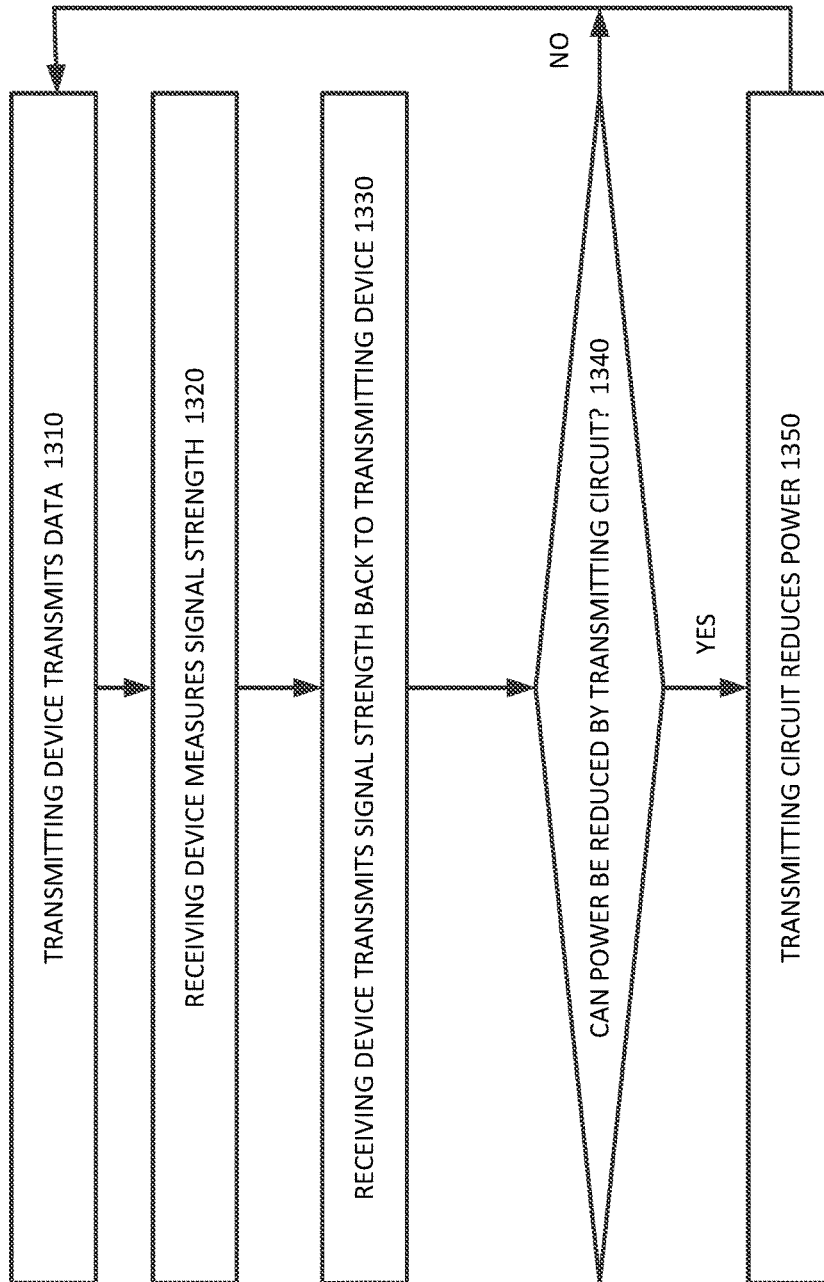 TRANSMITTING DEVICE TRANSMITS DATA 1310
RECEIVING DEVICE MEASURES SIGNAL STRENGTH 1320
RECEIVING DEVICE TRANSMITS SIGNAL STRENGTH BACK TO TRANSMITTING DEVICE 1330
CAN POWER BE REDUCED BY TRANSMITTING CIRCUIT? 1340
NO
YES
TRANSMITTING CIRCUIT REDUCES POWER 1350